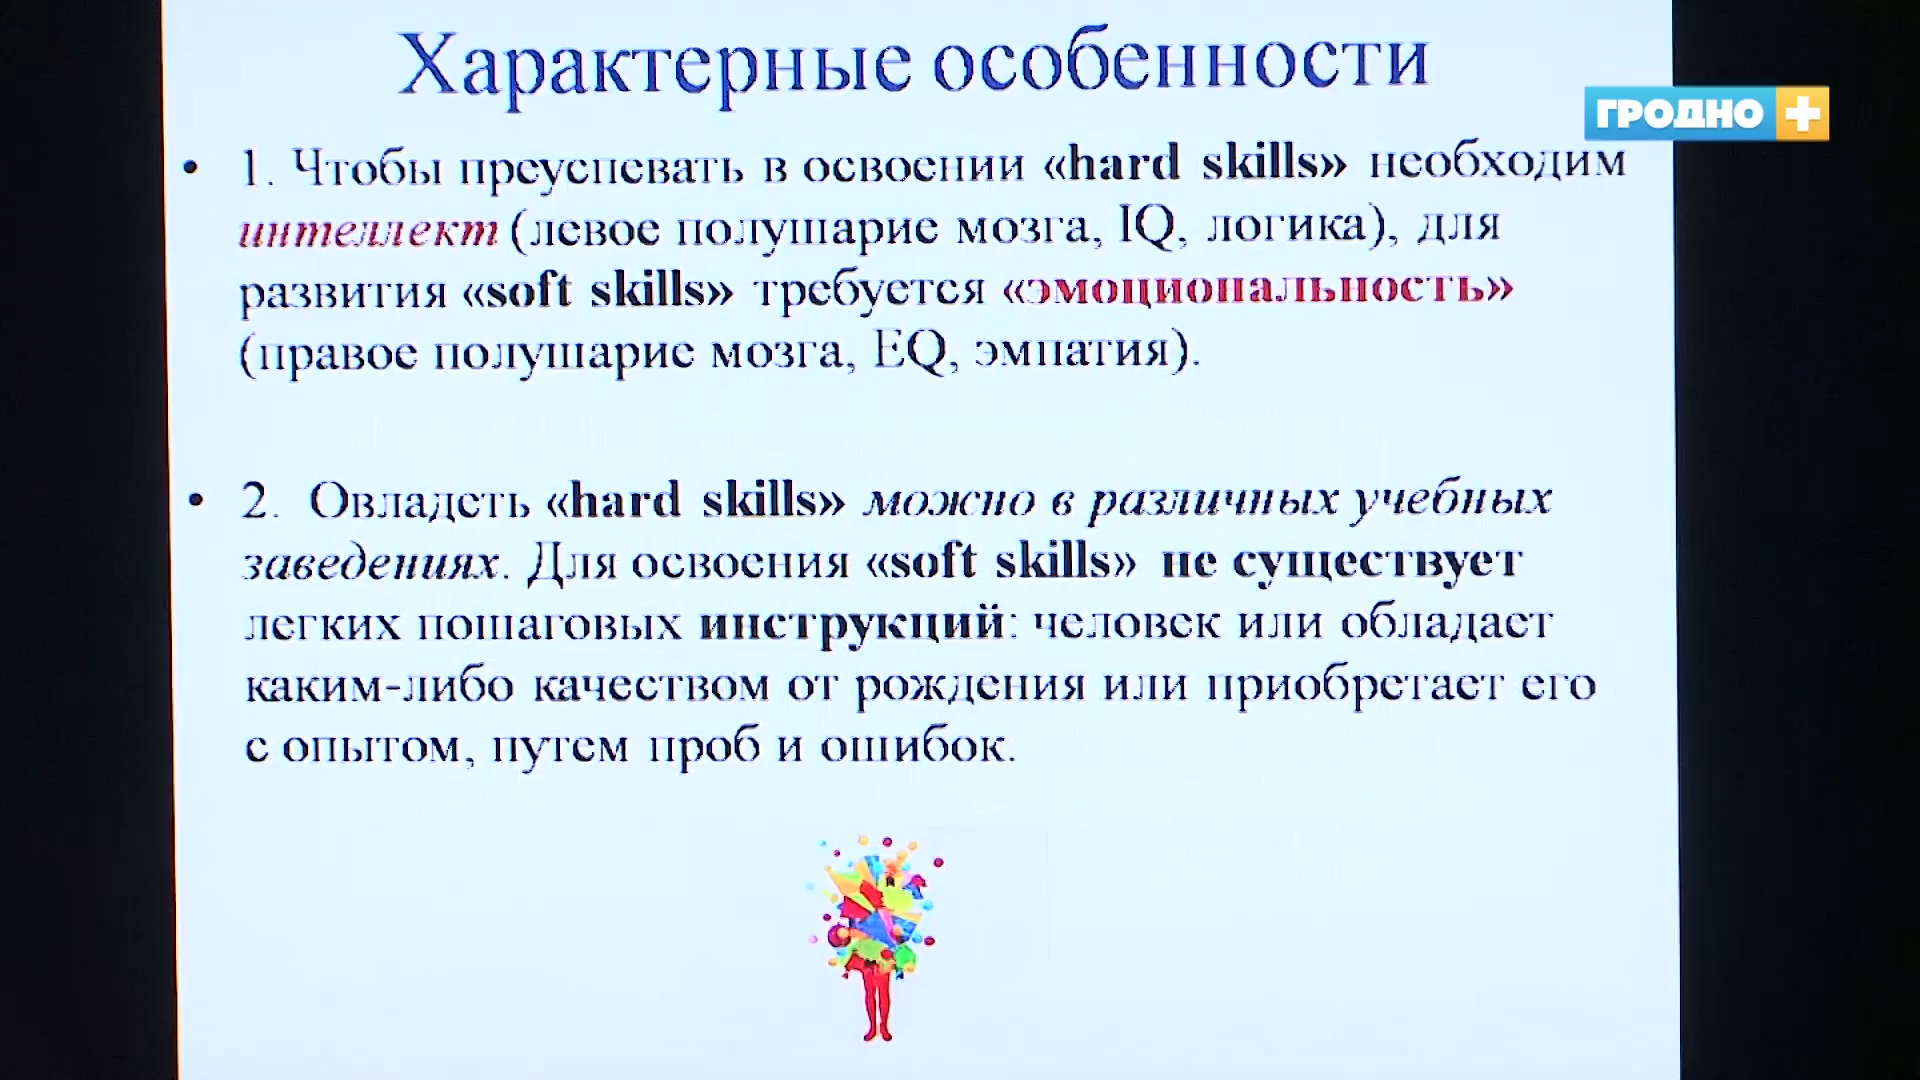 Характерные особенности
ГРОДНО +
• 1. Чтобы преуспевать в освоении «hard skills» необходим
интеллект (левое полушарие мозга, IQ, логика), для
развития «soft skills» требуется «эмоциональность»
(правое полушарие мозга, EQ, эмпатия).
• 2. Овладеть «hard skills» можно в различных учебных
заведениях. Для освоения «soft skills» не существует
легких пошаговых инструкций: человек или обладает
каким-либо качеством от рождения или приобретает его
с опытом, путем проб и ошибок.